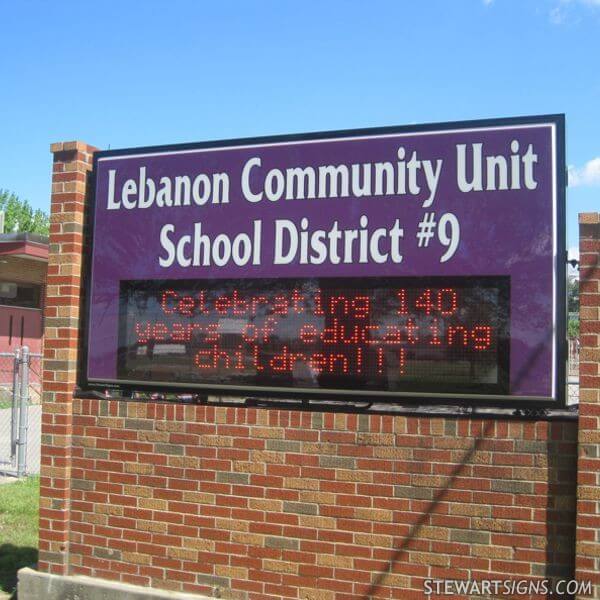 Lebanon Community Unit
School District #9
Celebrating 140
years of educating
children!!!
STEWARTSIGNS.COM